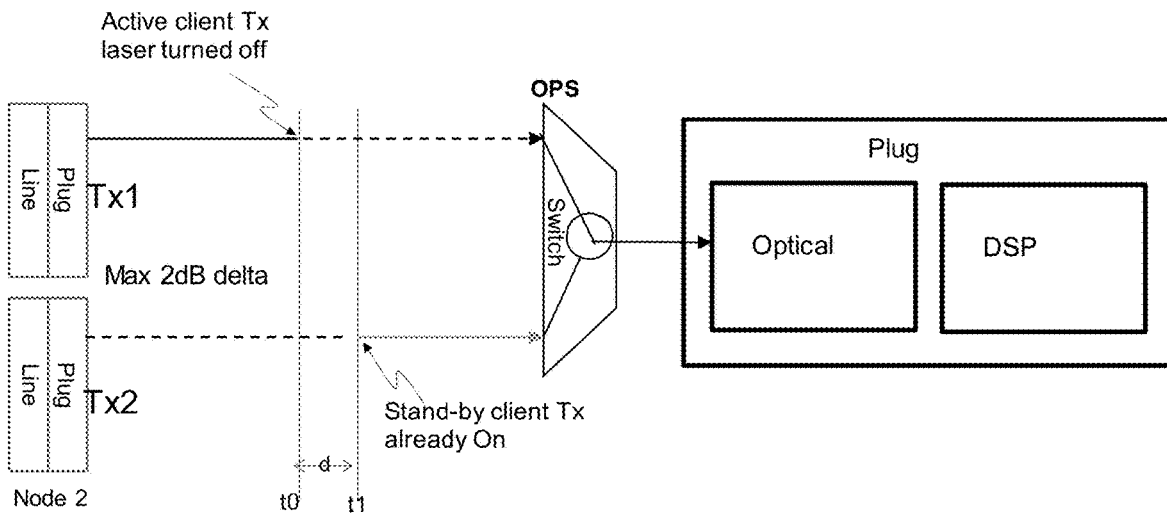 Active client Tx
laser turned off
OPS
Line
Plug
Tx1
Switch
Plug
Optical
DSP
Max 2dB delta
Line
Plug
Tx2
Stand-by client Tx
already On
d
Node 2
t0
t1